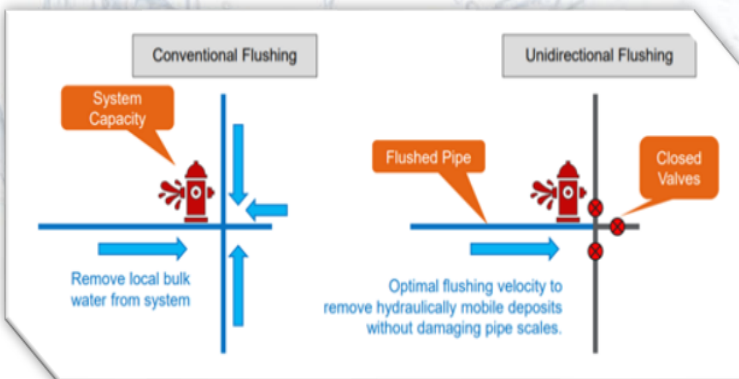 Conventional Flushing
System
Capacity
Remove local bulk
water from system
Unidirectional Flushing
Flushed Pipe
Closed
Valves
Optimal flushing velocity to
remove hydraulically mobile deposits
without damaging pipe scales.